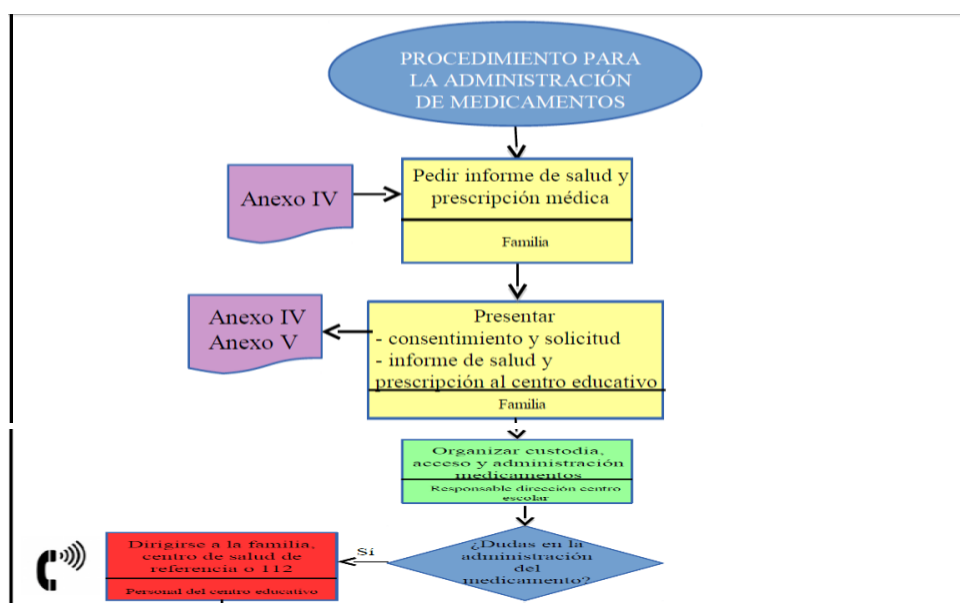 PROCEDIMIENTO PARA
LA ADMINISTRACIÓN
DE MEDICAMENTOS
Anexo IV
Pedir informe de salud y
prescripción médica
Familia
Anexo IV
Anexo V
Presentar
- consentimiento y solicitud
- informe de salud y
prescripción al centro educativo
Familia
Organizar custodia,
acceso y administración
medicamentos
Responsable dirección centro
escolar
¿Dudas en la
administración
del
medicamento?
Sí
Dirigirse a la familia,
centro de salud de
referencia o 112
Personal del centro educativo